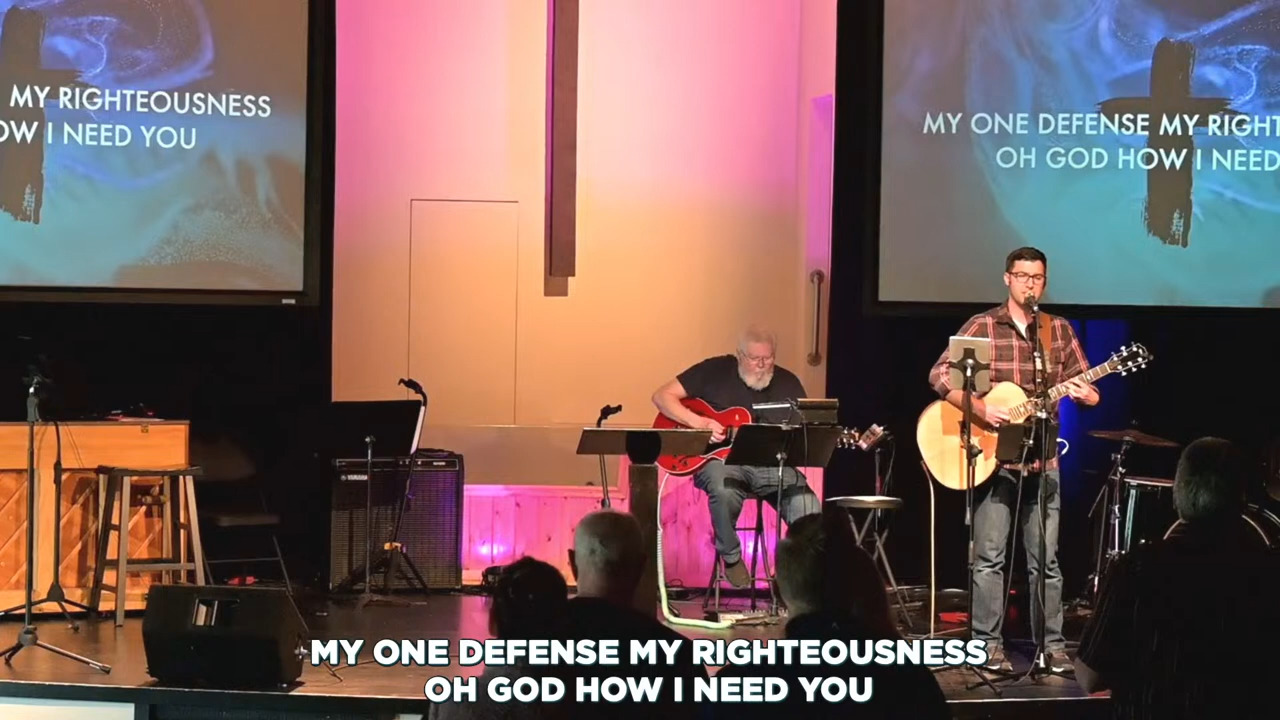 MY RIGHTEOUSNESS
OW I NEED YOU
MY ONE DEFENSE MY RIGHT
OH GOD HOW I NEED
YAMAHA
MY ONE DEFENSE MY RIGHTEOUSNESS
OH GOD HOW I NEED YOU